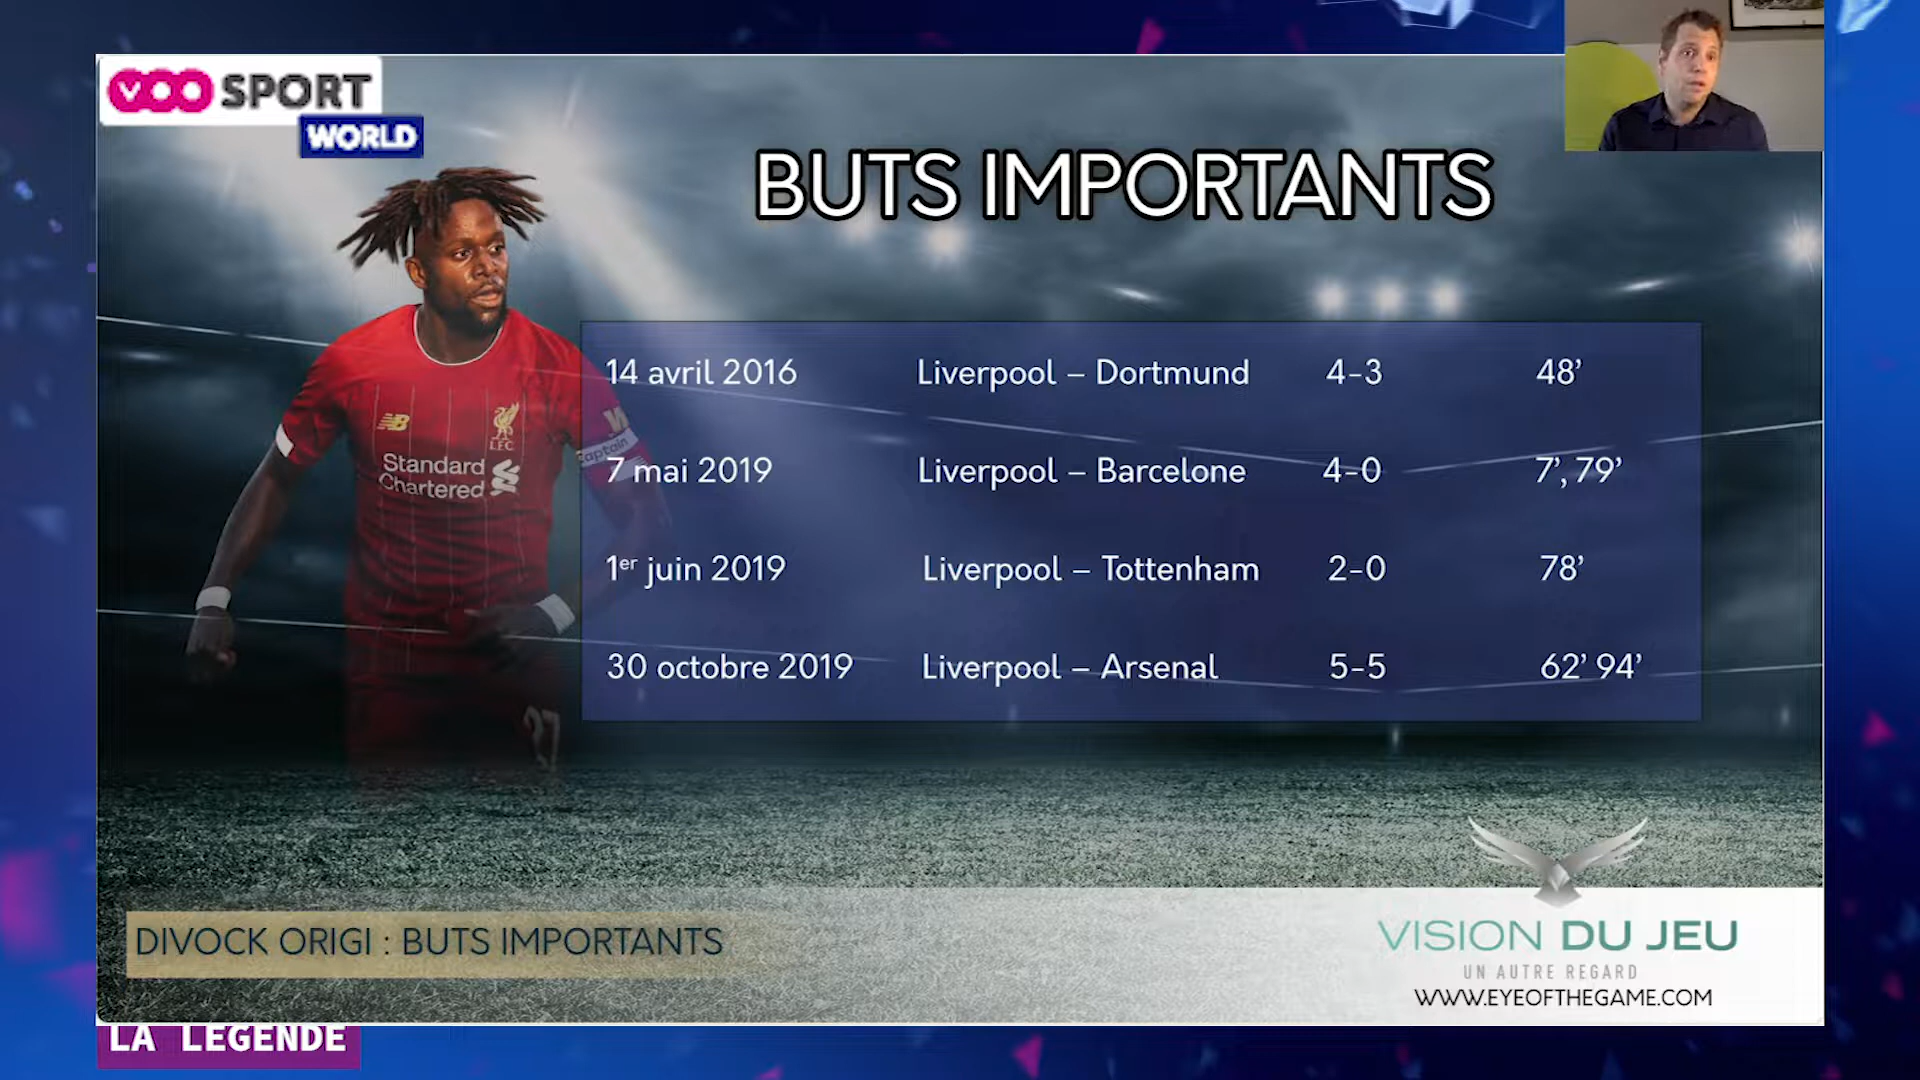 VOO SPORT
WORLD
BUTS IMPORTANTS
14 avril 2016 Liverpool – Dortmund 4-3 48’
7 mai 2019 Liverpool – Barcelone 4-0 7’, 79’
1er juin 2019 Liverpool – Tottenham 2-0 78’
30 octobre 2019 Liverpool – Arsenal 5-5 62’ 94’
L.F.C.
Captain
Standard
Chartered
27
DIVOCK ORIGI : BUTS IMPORTANTS
VISION DU JEU
UN AUTRE REGARD
WWW.EYEOFTHEGAME.COM
LA LEGENDE